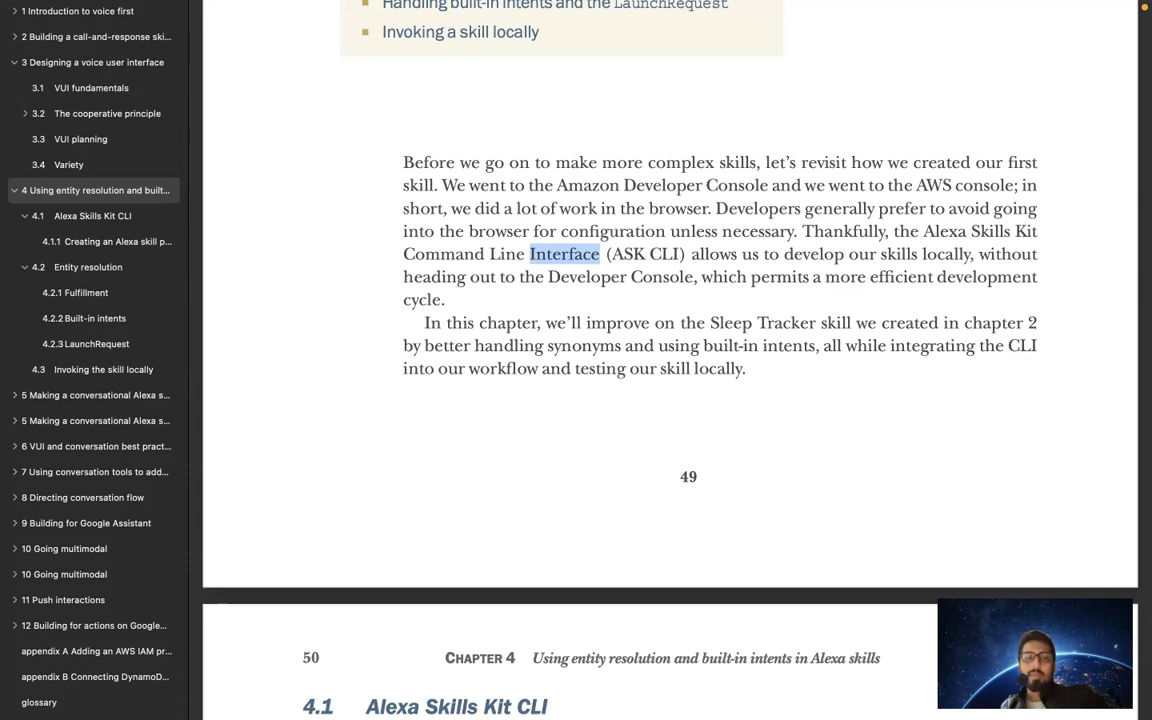 1 Introduction to voice first
2 Building a call-and-response ski...
3 Designing a voice user interface
3.1 VUI fundamentals
3.2 The cooperative principle
3.3 VUI planning
3.4 Variety
4 Using entity resolution and built...
4.1 Alexa Skills Kit CLI
4.1.1 Creating an Alexa skill p...
4.2 Entity resolution
4.2.1 Fulfillment
4.2.2 Built-in intents
4.2.3 LaunchRequest
4.3 Invoking the skill locally
5 Making a conversational Alexa s...
5 Making a conversational Alexa s...
6 VUI and conversation best pract...
7 Using conversation tools to add...
8 Directing conversation flow
9 Building for Google Assistant
10 Going multimodal
10 Going multimodal
11 Push interactions
12 Building for actions on Google...
appendix A Adding an AWS IAM pr...
appendix B Connecting DynamoD...
glossary
Handling built-in intents and the LaunchRequest
Invoking a skill locally
Before we go on to make more complex skills, let's revisit how we created our first
skill. We went to the Amazon Developer Console and we went to the AWS console; in
short, we did a lot of work in the browser. Developers generally prefer to avoid going
into the browser for configuration unless necessary. Thankfully, the Alexa Skills Kit
Command Line Interface (ASK CLI) allows us to develop our skills locally, without
heading out to the Developer Console, which permits a more efficient development
cycle.
In this chapter, we'll improve on the Sleep Tracker skill we created in chapter 2
by better handling synonyms and using built-in intents, all while integrating the CLI
into our workflow and testing our skill locally.
49
50 CHAPTER 4 Using entity resolution and built-in intents in Alexa skills
4.1 Alexa Skills Kit CLI